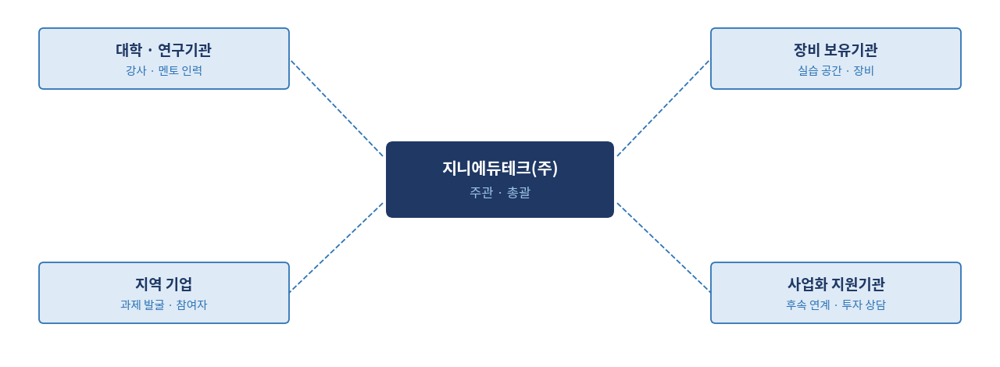 대학 · 연구기관
강사 · 멘토 인력
장비 보유기관
실습 공간 · 장비
지니에듀테크(주)
주관 · 총괄
지역 기업
과제 발굴 · 참여자
사업화 지원기관
후속 연계 · 투자 상담